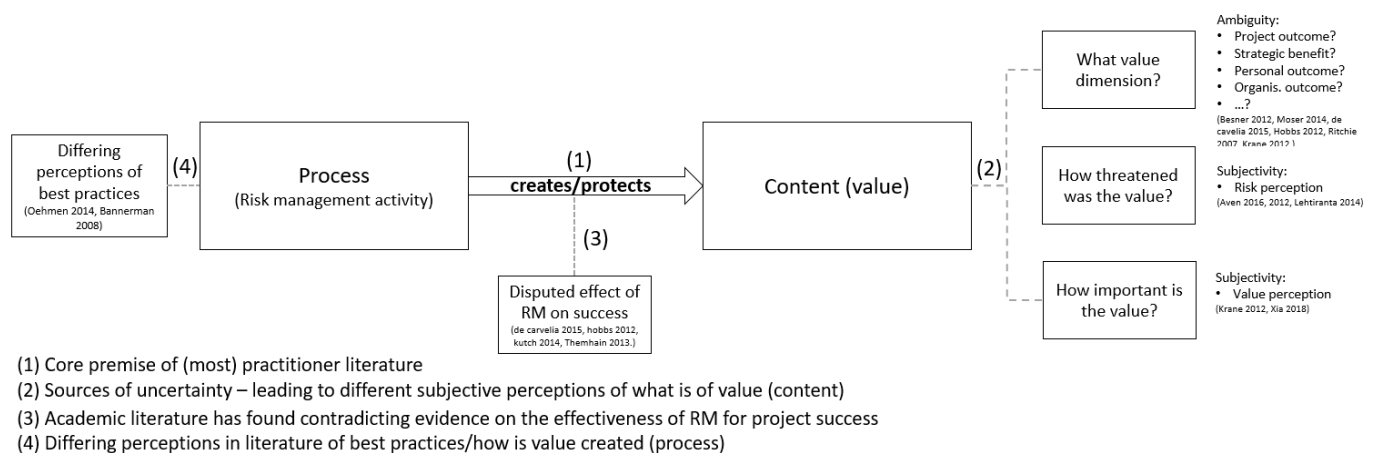 Differing
perceptions of
best practices
(Oehmen 2014, Bannerman
2008)
(4)
Process
(Risk management activity)
(1)
creates/protects
(3)
Disputed effect of
RM on success
(de carvelia 2015, hobbs 2012,
kutch 2014, Themhain 2013.)
Content (value)
(2)
What value
dimension?
Ambiguity:
• Project outcome?
• Strategic benefit?
• Personal outcome?
• Organis. outcome?
• ...?
(Besner 2012, Moser 2014, de
cavelia 2015, Hobbs 2012, Ritchie
2007, Krane 2012.)
How threatened
was the value?
Subjectivity:
• Risk perception
(Aven 2016, 2012, Lehtiranta 2014)
How important is
the value?
Subjectivity:
• Value perception
(Krane 2012, Xia 2018)
(1) Core premise of (most) practitioner literature
(2) Sources of uncertainty – leading to different subjective perceptions of what is of value (content)
(3) Academic literature has found contradicting evidence on the effectiveness of RM for project success
(4) Differing perceptions in literature of best practices/how is value created (process)